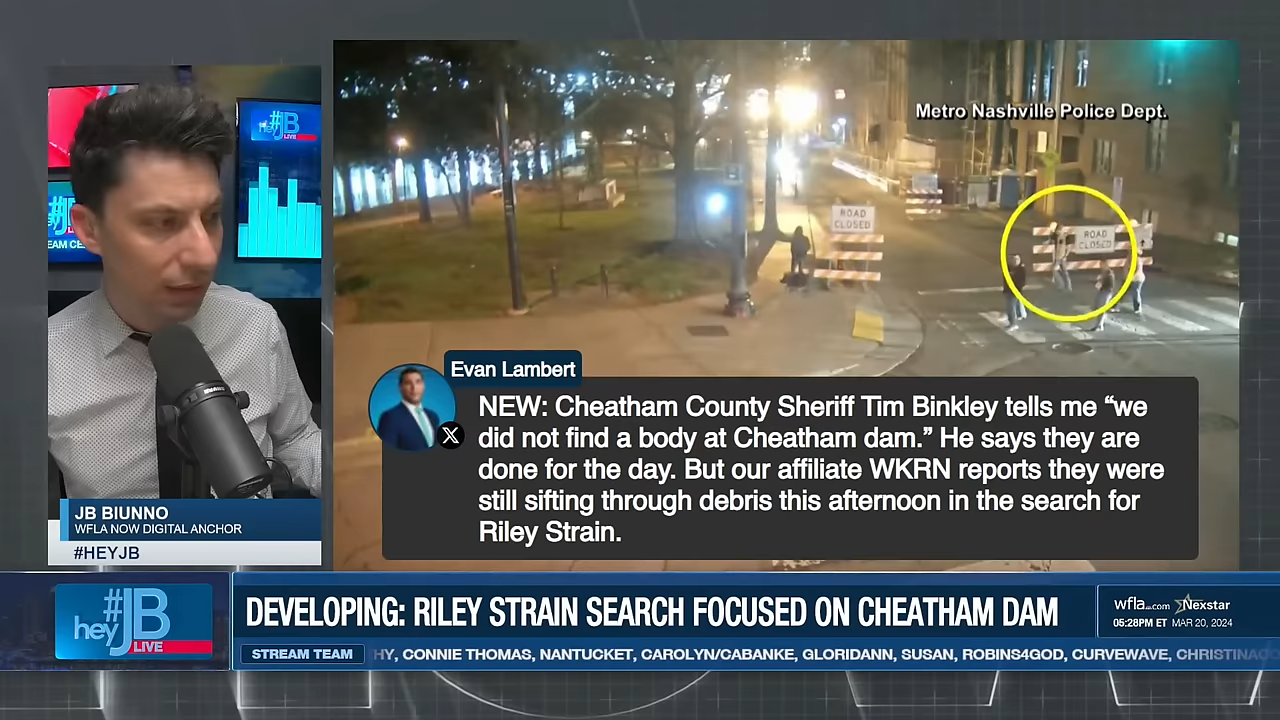 #hey JB LIVE
Metro Nashville Police Dept.
ROAD
CLOSED
ROAD
CLOSED
Evan Lambert
X
NEW: Cheatham County Sheriff Tim Binkley tells me “we
did not find a body at Cheatham dam.” He says they are
done for the day. But our affiliate WKRN reports they were
still sifting through debris this afternoon in the search for
Riley Strain.
JB BIUNNO
WFLA NOW DIGITAL ANCHOR
#HEYJB
#hey JB
LIVE
DEVELOPING: RILEY STRAIN SEARCH FOCUSED ON CHEATHAM DAM
wfla.com Nexstar
05:28PM ET MAR 20, 2024
STREAM TEAM HY, CONNIE THOMAS, NANTUCKET, CAROLYN/CABANKE, GLORIDANN, SUSAN, ROBINS4GOD, CURVEWAVE,